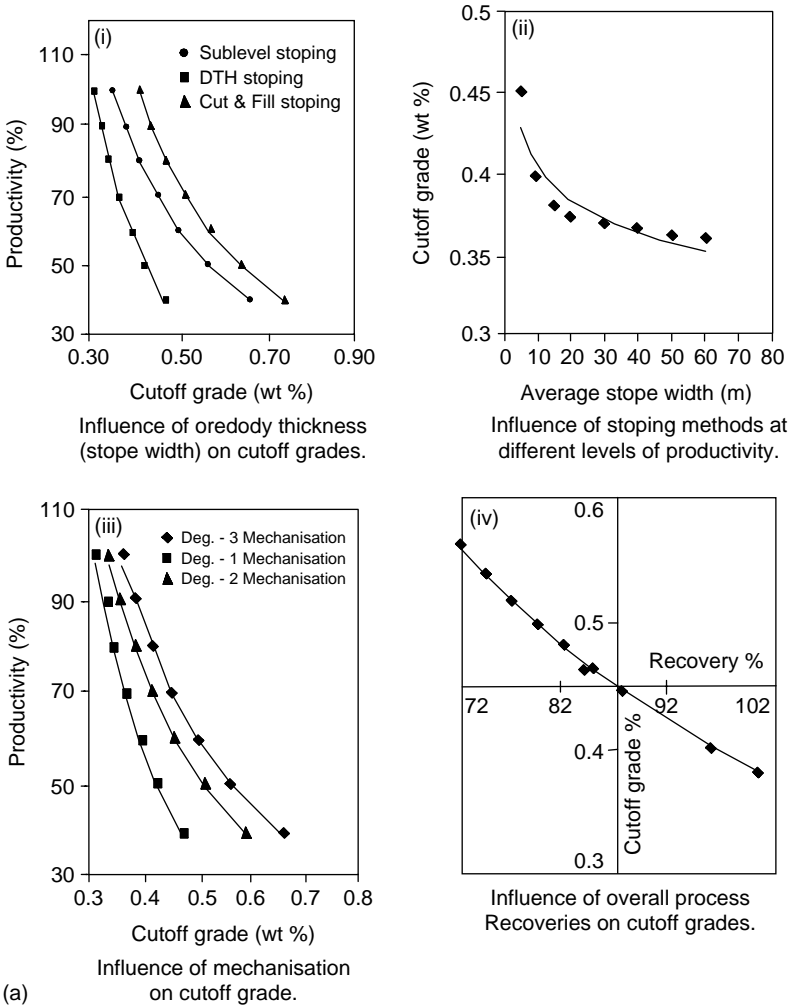 (i)
Sublevel stoping
DTH stoping
Cut & Fill stoping
110
90
70
50
30
Productivity (%)
0.30 0.50 0.70 0.90
Cutoff grade (wt %)
Influence of oredody thickness
(stope width) on cutoff grades.
(ii)
0.5
0.45
0.4
0.35
0.3
Cutoff grade (wt %)
0 10 20 30 40 50 60 70 80
Average stope width (m)
Influence of stoping methods at
different levels of productivity.
(iii)
Deg. - 3 Mechanisation
Deg. - 1 Mechanisation
Deg. - 2 Mechanisation
110
90
70
50
30
Productivity (%)
0.3 0.4 0.5 0.6 0.7 0.8
Cutoff grade (wt %)
Influence of mechanisation
on cutoff grade.
(iv)
0.6
0.5
Recovery %
72 82 92 102
0.4
Cutoff grade %
0.3
Influence of overall process
Recoveries on cutoff grades.
(a)